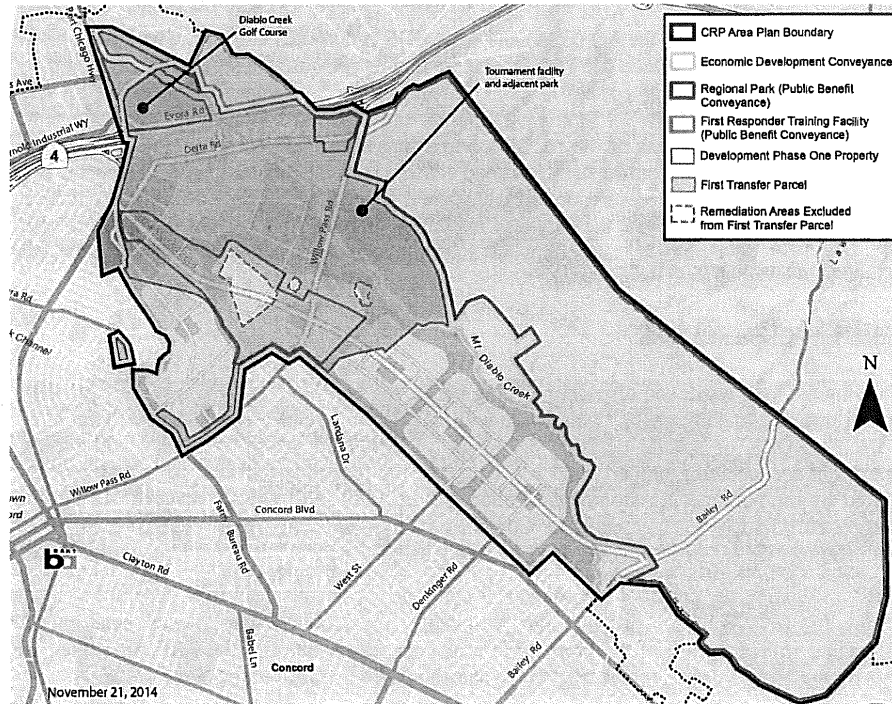 Port Chicago Hwy
Diablo Creek
Golf Course
Tournament facility
and adjacent park
Evora Rd
Delta Rd
Willow Pass Rd
4
Mt. Diablo Creek
N
Bailey Rd
Landana Dr
Willow Pass Rd
Concord Blvd
Farm Bureau Rd
West St
Denkinger Rd
Clayton Rd
Babel Ln
Concord
Bailey Rd
November 21, 2014
CRP Area Plan Boundary
Economic Development Conveyance
Regional Park (Public Benefit
Conveyance)
First Responder Training Facility
(Public Benefit Conveyance)
Development Phase One Property
First Transfer Parcel
Remediation Areas Excluded
from First Transfer Parcel